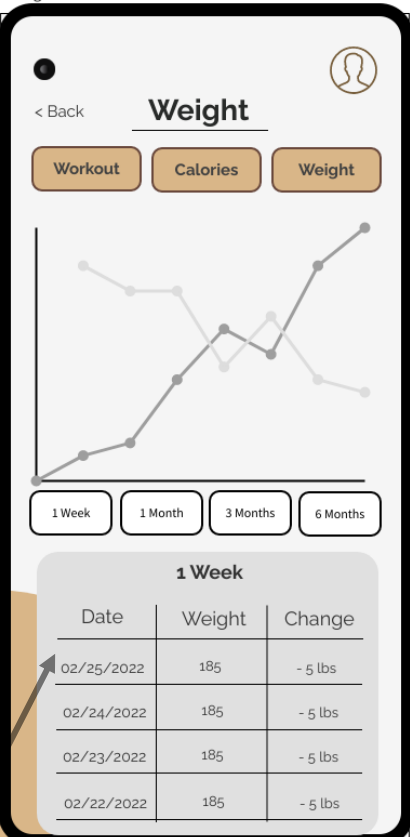 < Back
Weight
Workout Calories Weight
1 Week 1 Month 3 Months 6 Months
1 Week
Date Weight Change
02/25/2022 185 - 5 lbs
02/24/2022 185 - 5 lbs
02/23/2022 185 - 5 lbs
02/22/2022 185 - 5 lbs